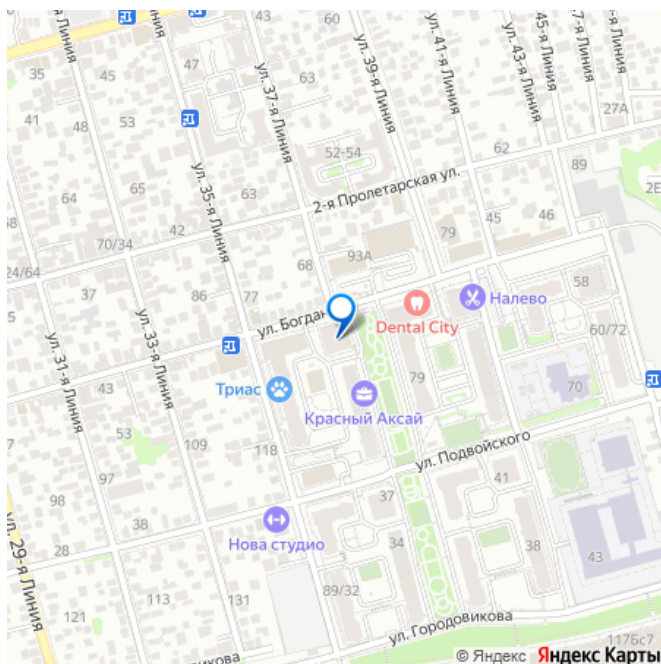 63
60
35
45
47
ул. 37-я Линия
ул. 39-я Линия
ул. 41-я Линия
45-я Линия
7-я Линия
ул. 43-я Линия
41
48
53
63
27А
52-54
62
89
2Е
64
65
ул. 35-я Линия
63
2-я Пролетарская ул.
70/34
42
45
46
24/64
68
93А
79
37
86
77
58
ул. Богдан
Dental City
Налево
60/72
ул. 31-я Линия
ул. 33-я Линия
43
Триас
79
70
Красный Аксай
53
109
118
ул. Подвойского
97
98
41
37
38
28
Нова студио
34
38
43
ул. 29-я Линия
3
89/32
121
113
131
ул. Городовикова
овикова
117Бс7
© Яндекс Яндекс Карты